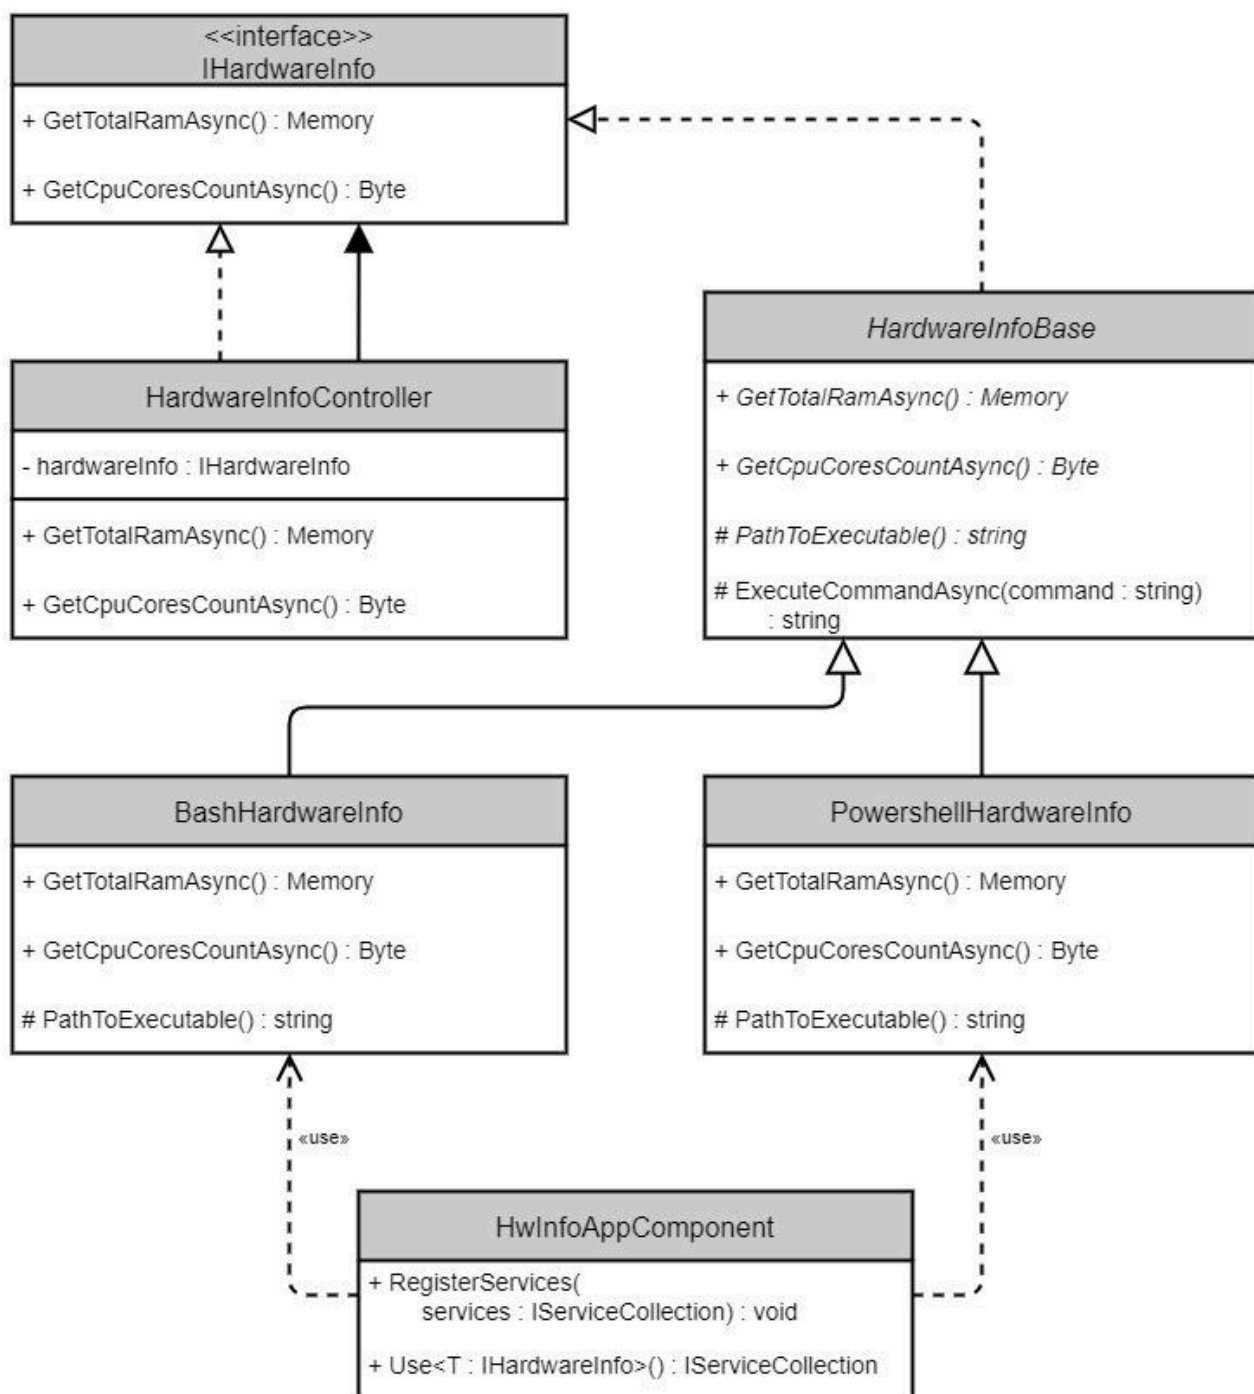 <<interface>>
IHardwareInfo
+ GetTotalRamAsync() : Memory
+ GetCpuCoresCountAsync() : Byte
HardwareInfoController
- hardwareInfo : IHardwareInfo
+ GetTotalRamAsync() : Memory
+ GetCpuCoresCountAsync() : Byte
HardwareInfoBase
+ GetTotalRamAsync() : Memory
+ GetCpuCoresCountAsync() : Byte
# PathToExecutable() : string
# ExecuteCommandAsync(command : string)
: string
BashHardwareInfo
+ GetTotalRamAsync() : Memory
+ GetCpuCoresCountAsync() : Byte
# PathToExecutable() : string
PowershellHardwareInfo
+ GetTotalRamAsync() : Memory
+ GetCpuCoresCountAsync() : Byte
# PathToExecutable() : string
«use»
«use»
HwInfoAppComponent
+ RegisterServices(
services : IServiceCollection) : void
+ Use<T : IHardwareInfo>() : IServiceCollection